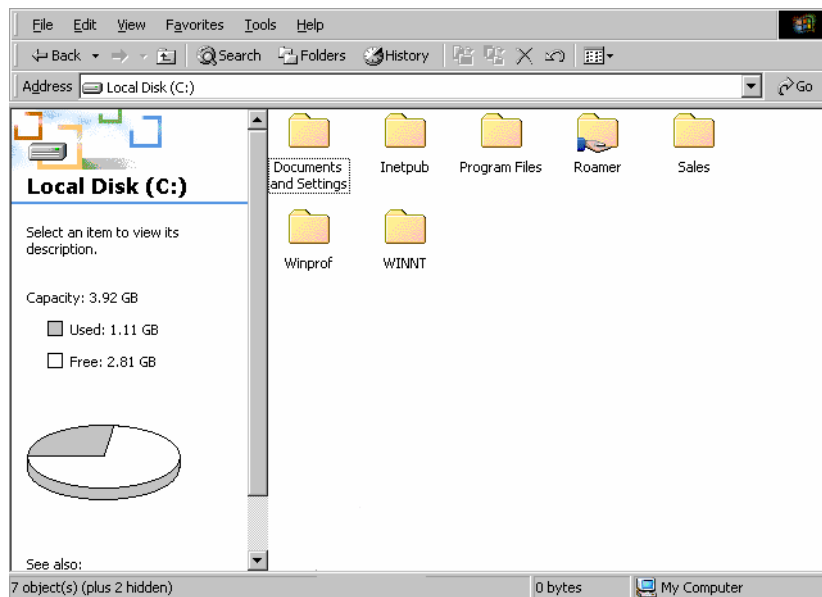 File Edit View Favorites Tools Help
Back Search Folders History
Address Local Disk (C:) Go
Local Disk (C:)
Select an item to view its
description.
Capacity: 3.92 GB
Used: 1.11 GB
Free: 2.81 GB
See also:
Documents
and Settings
Inetpub
Program Files
Roamer
Sales
Winprof
WINNT
7 object(s) (plus 2 hidden) 0 bytes My Computer